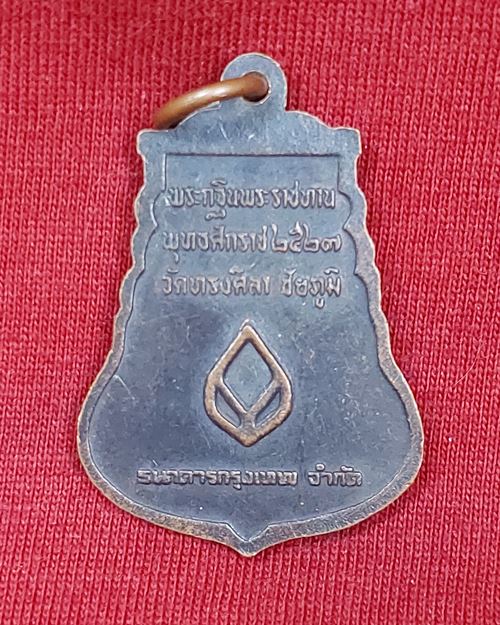 พระกฐินพระราชทาน
พุทธศักราช ๒๕๒๗
วัดทรงศิลา ชัยภูมิ
ธนาคารกรุงเทพ จำกัด